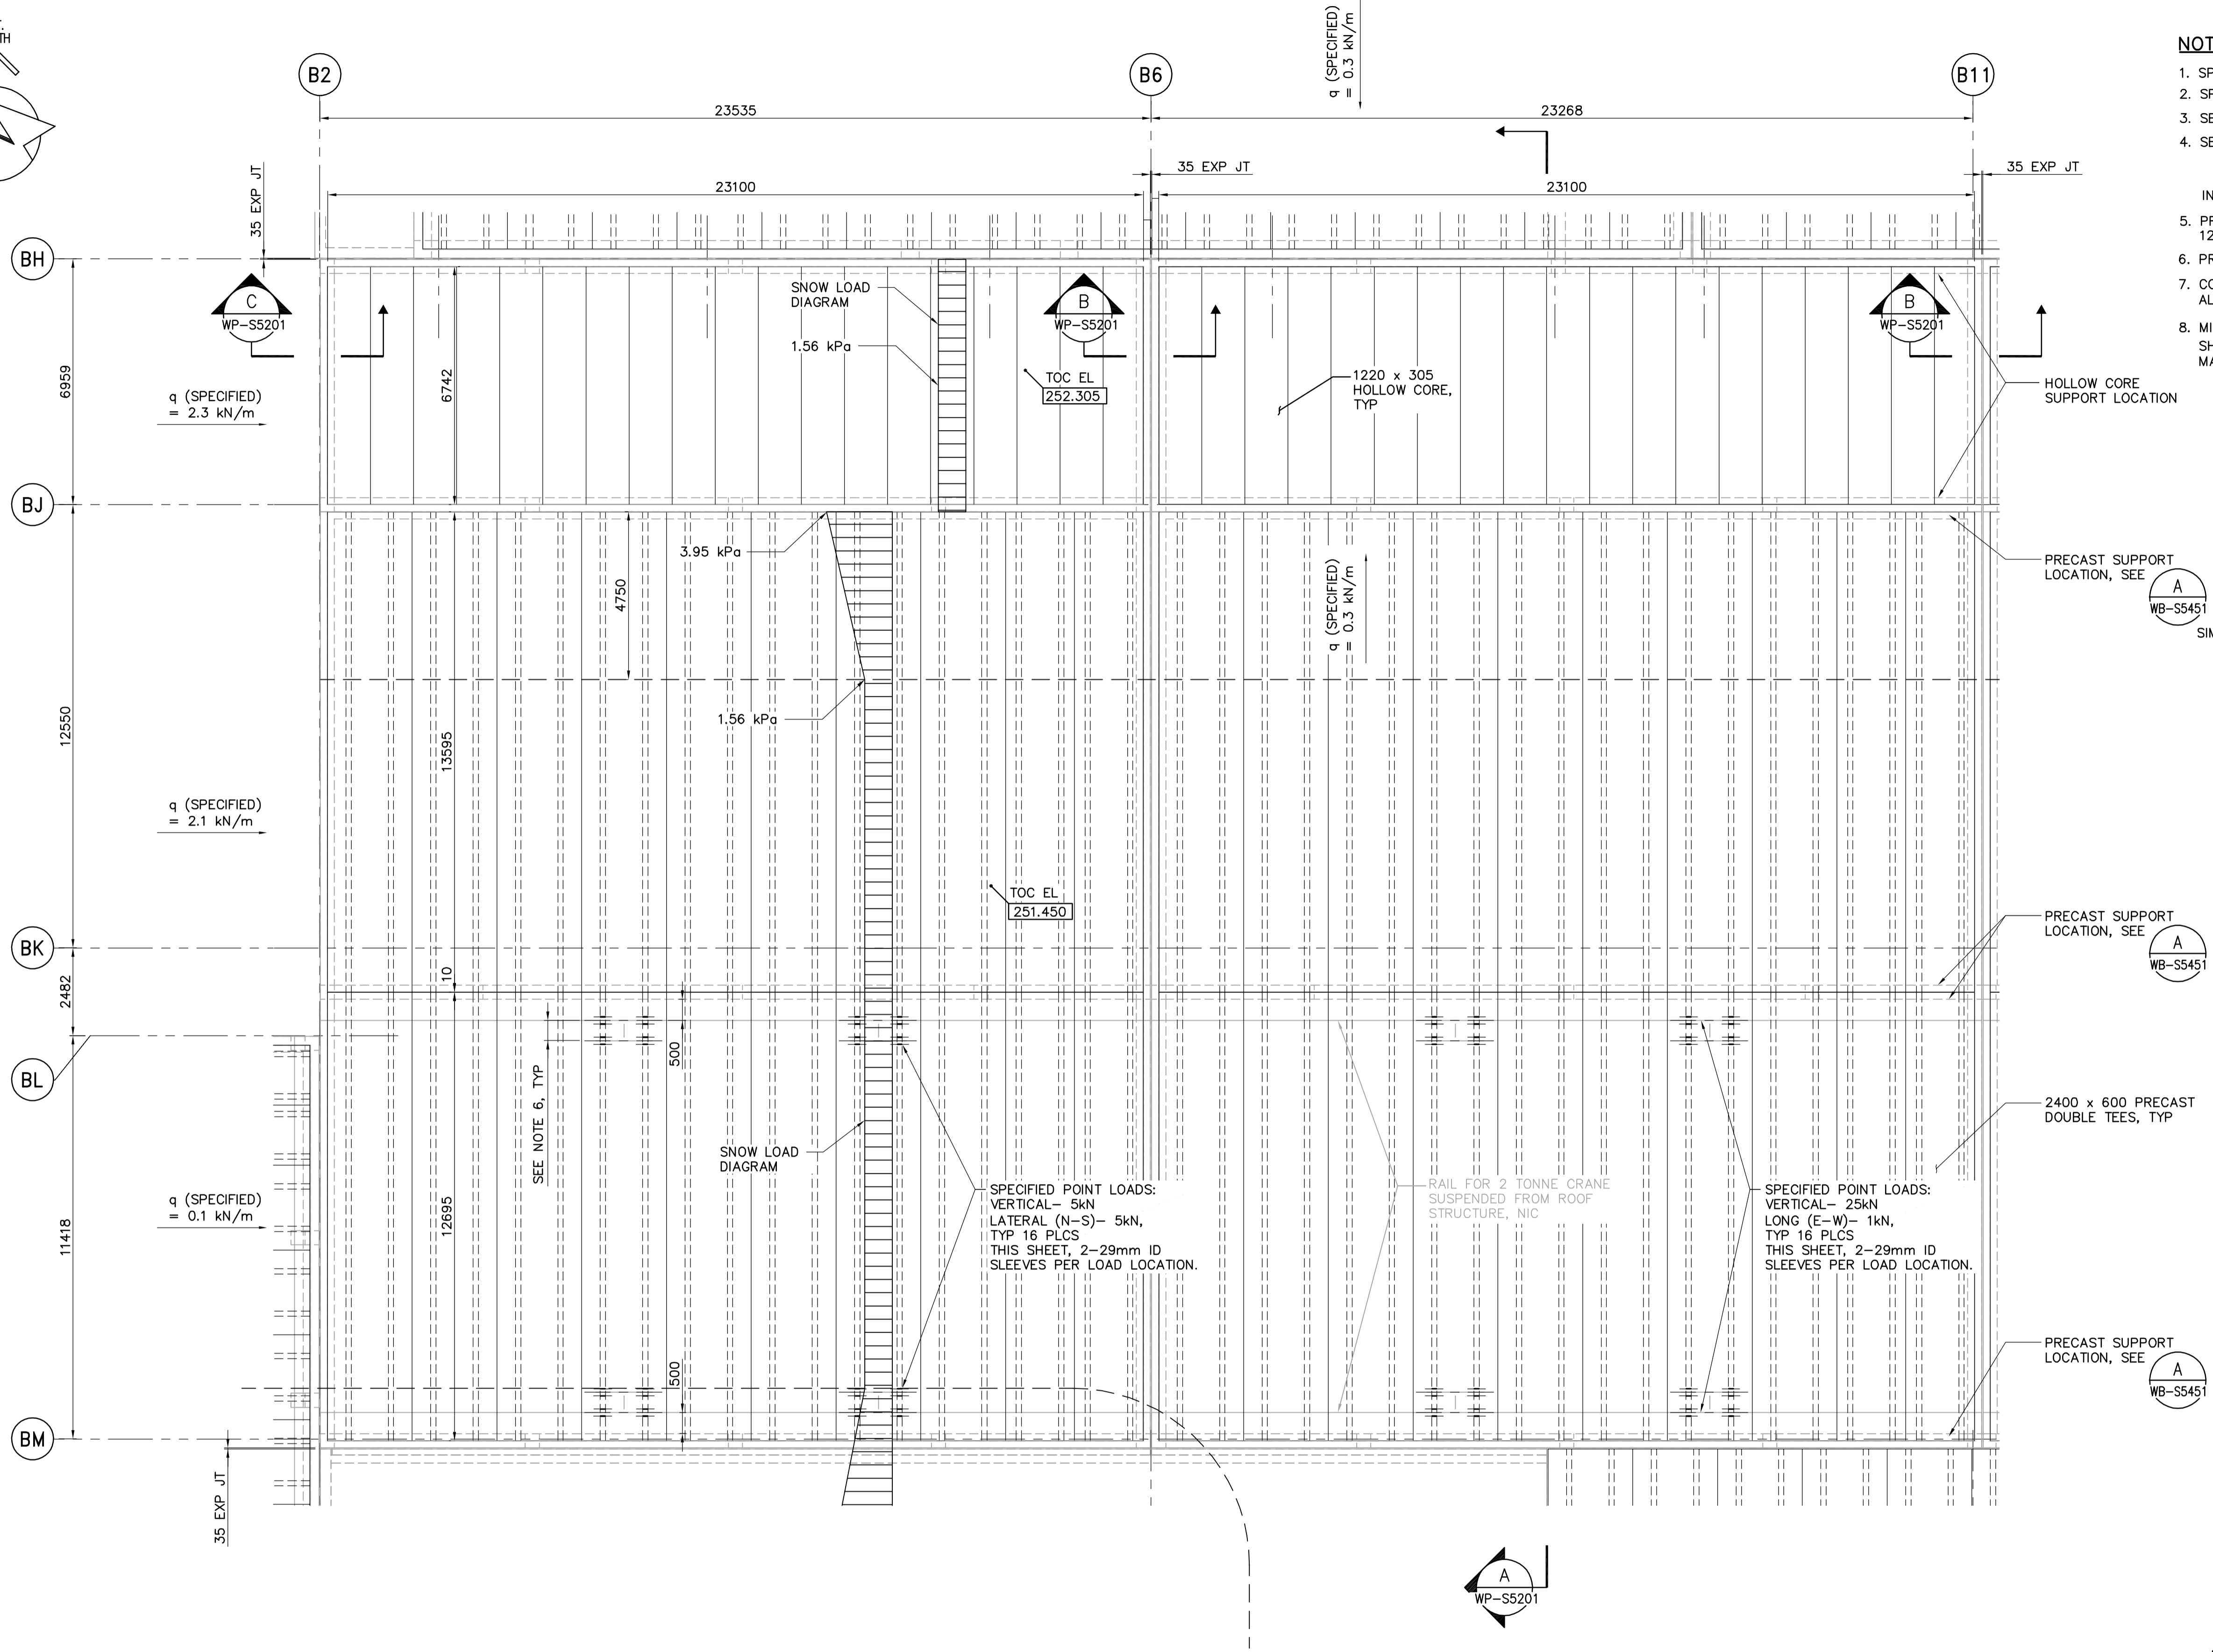 B2
B6
B11
23535
23268
q (SPECIFIED)
= 0.3 kN/m
35 EXP JT
35 EXP JT
35 EXP JT
23100
23100
BH
BJ
BK
BL
BM
6959
12550
2482
11418
C
WP-S5201
B
WP-S5201
B
WP-S5201
q (SPECIFIED)
= 2.3 kN/m
6742
SNOW LOAD
DIAGRAM
1.56 kPa
TOC EL
252.305
1220 x 305
HOLLOW CORE,
TYP
HOLLOW CORE
SUPPORT LOCATION
3.95 kPa
4750
q (SPECIFIED)
= 0.3 kN/m
PRECAST SUPPORT
LOCATION, SEE
A
WB-S5451
1.56 kPa
13595
q (SPECIFIED)
= 2.1 kN/m
TOC EL
251.450
PRECAST SUPPORT
LOCATION, SEE
A
WB-S5451
10
500
SEE NOTE 6, TYP
SNOW LOAD
DIAGRAM
2400 x 600 PRECAST
DOUBLE TEES, TYP
q (SPECIFIED)
= 0.1 kN/m
12695
SPECIFIED POINT LOADS:
VERTICAL– 5kN
LATERAL (N–S)– 5kN,
TYP 16 PLCS
THIS SHEET, 2–29mm ID
SLEEVES PER LOAD LOCATION.
RAIL FOR 2 TONNE CRANE
SUSPENDED FROM ROOF
STRUCTURE, NIC
SPECIFIED POINT LOADS:
VERTICAL– 25kN
LONG (E–W)– 1kN,
TYP 16 PLCS
THIS SHEET, 2–29mm ID
SLEEVES PER LOAD LOCATION.
500
PRECAST SUPPORT
LOCATION, SEE
A
WB-S5451
35 EXP JT
A
WP-S5201
1.
2.
3.
4.
5.
12
6.
7.
8.